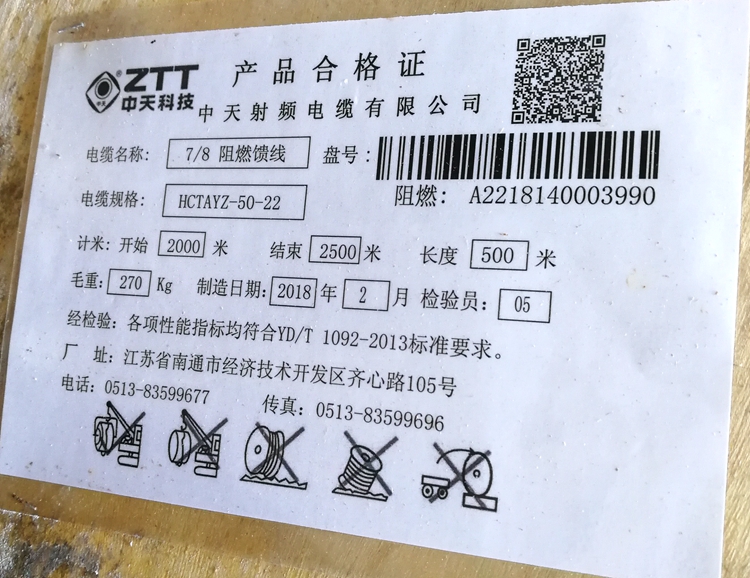 ZTT 产品合格证
中天科技 中天射频电缆有限公司
中天
电缆名称: 7/8 阻燃馈线 盘号:
阻燃: A2218140003990
电缆规格: HCTAYZ-50-22
计米: 开始 2000 米 结束 2500 米 长度 500 米
毛重: 270 Kg 制造日期: 2018 年 2 月 检验员: 05
经检验: 各项性能指标均符合YD/T 1092-2013标准要求。
厂 址: 江苏省南通市经济技术开发区齐心路105号
电话: 0513-83599677 传真: 0513-83599696